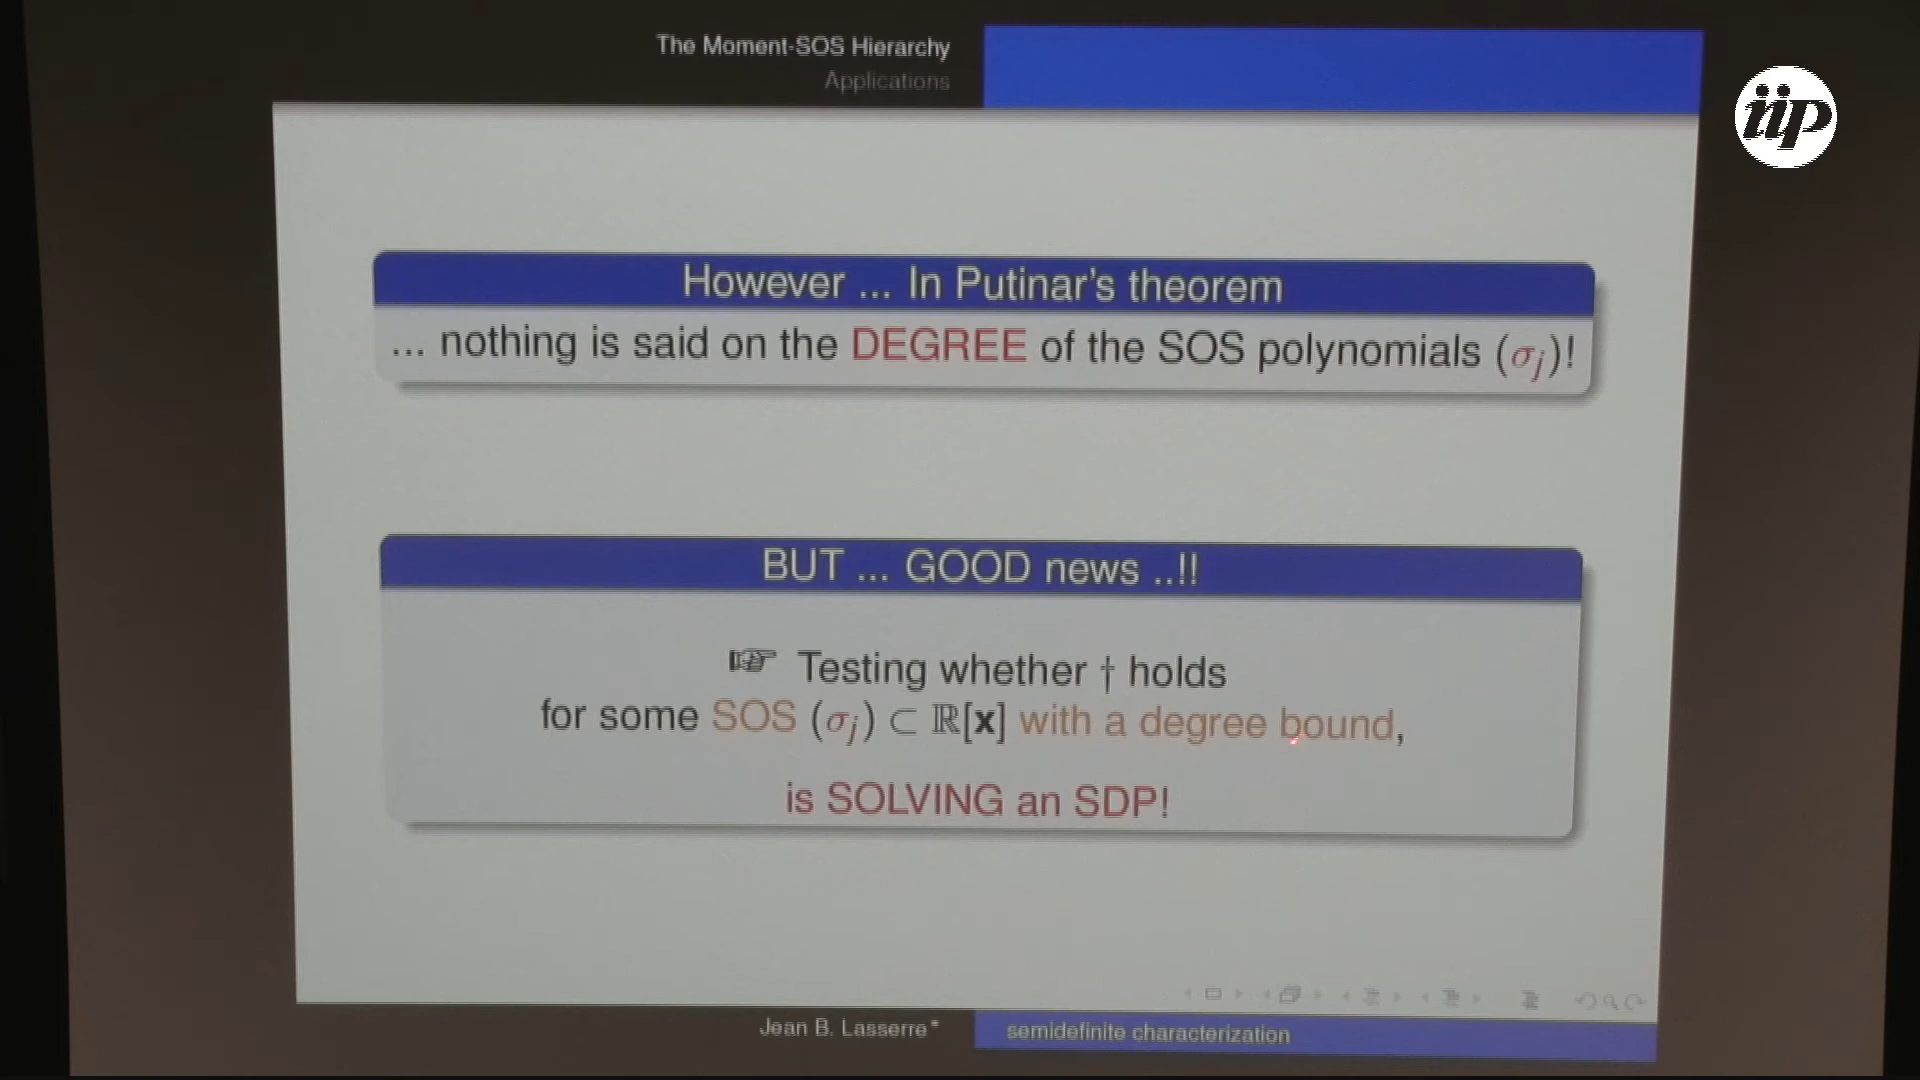 The Moment-SOS Hierarchy
Applications
iip
However ... In Putinar's theorem
... nothing is said on the DEGREE of the SOS polynomials (σⱼ)!
BUT ... GOOD news ..!!
☞ Testing whether † holds
for some SOS (σⱼ) ⊂ ℝ[x] with a degree bound,
is SOLVING an SDP!
Jean B. Lasserre*
semidefinite characterization